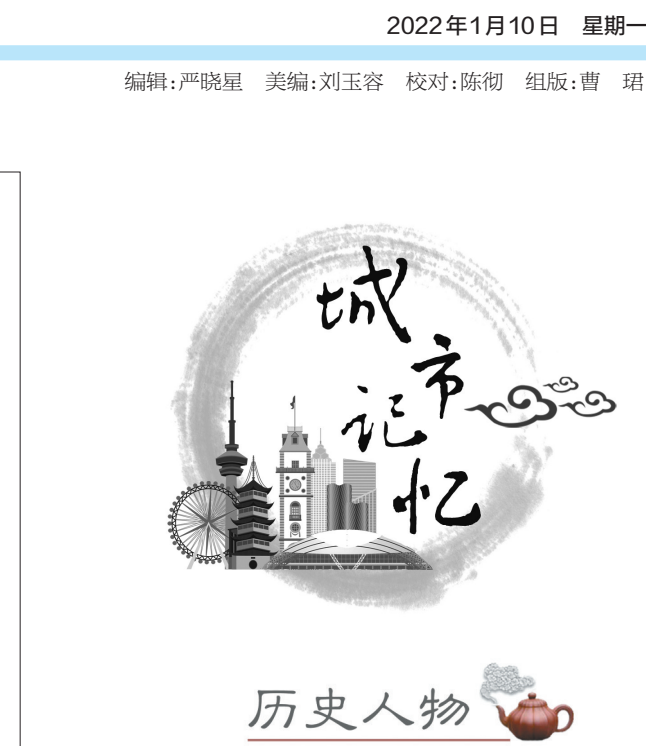 2022年1月10日 星期一
编辑:严晓星 美编:刘玉容 校对:陈彻 组版:曹 珺
城市记忆
历史人物